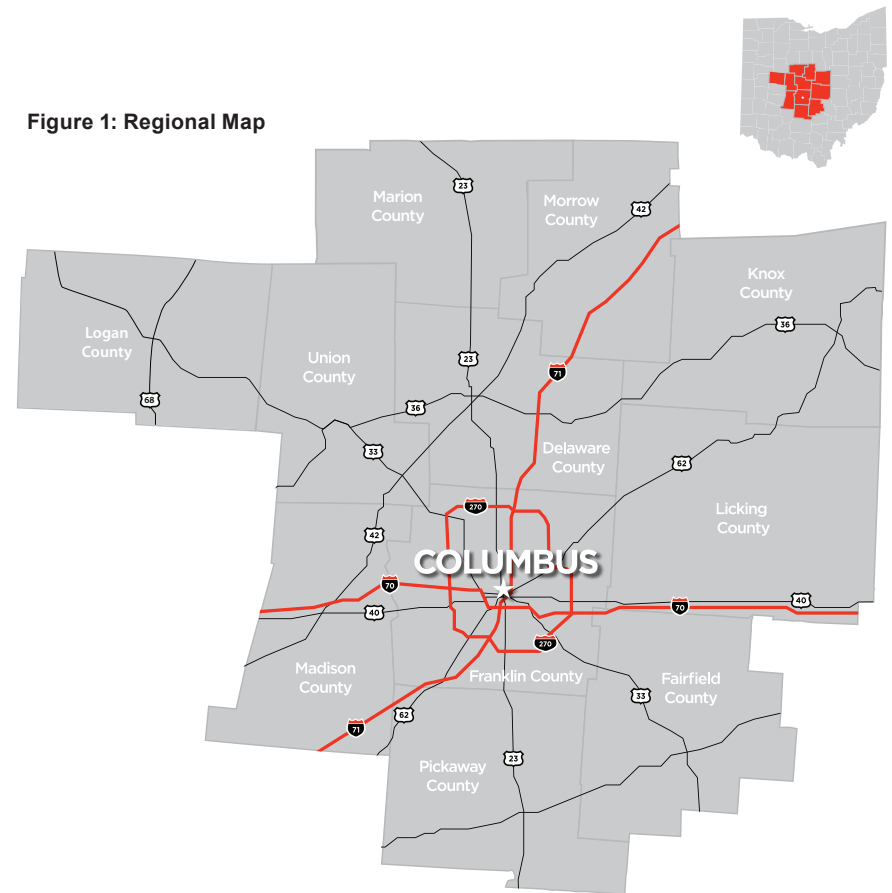 Figure 1: Regional Map
Marion
County
23
Morrow
County
42
Knox
County
Logan
County
Union
County
23
36
71
68
36
33
Delaware
County
62
270
Licking
County
42
COLUMBUS
70
40
70
40
270
Madison
County
Franklin County
Fairfield
County
33
62
71
23
Pickaway
County